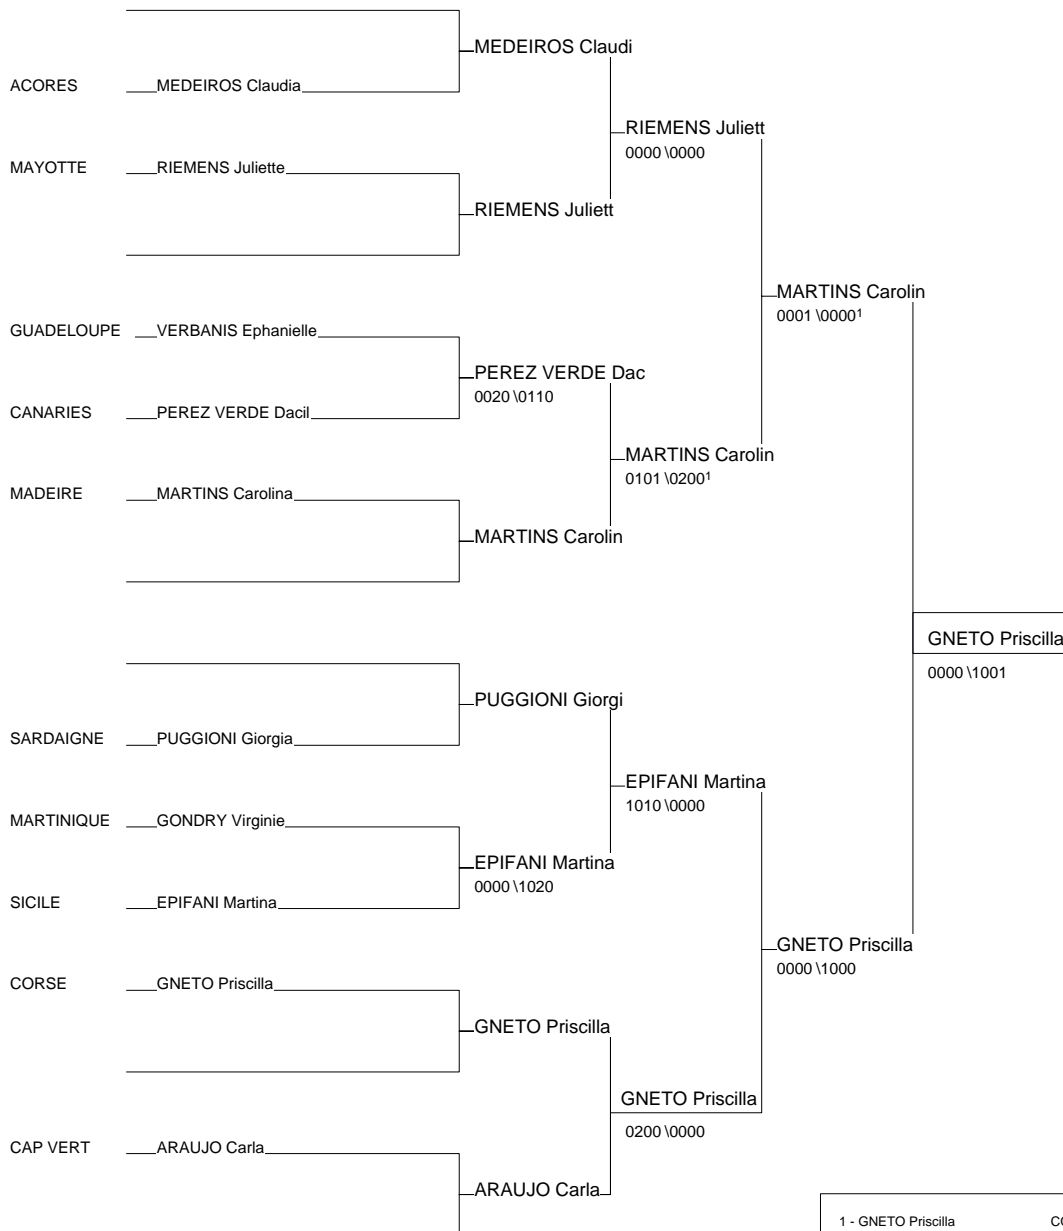 MEDEIROS Claudi
ACORES MEDEIROS Claudia
RIEMENS Juliett
0000 \0000
MAYOTTE RIEMENS Juliette
RIEMENS Juliett
MARTINS Carolin
0001 \0000¹
GUADELOUPE VERBANIS Ephanielle
PEREZ VERDE Dac
0020 \0110
CANARIES PEREZ VERDE Dacil
MARTINS Carolin
0101 \0200¹
MADEIRE MARTINS Carolina
MARTINS Carolin
GNETO Priscilla
0000 \1001
PUGGIONI Giorgi
SARDAIGNE PUGGIONI Giorgia
EPIFANI Martina
1010 \0000
MARTINIQUE GONDRY Virginie
EPIFANI Martina
0000 \1020
SICILE EPIFANI Martina
GNETO Priscilla
0000 \1000
CORSE GNETO Priscilla
GNETO Priscilla
GNETO Priscilla
0200 \0000
CAP VERT ARAUJO Carla
ARAUJO Carla
1 - GNETO Priscilla